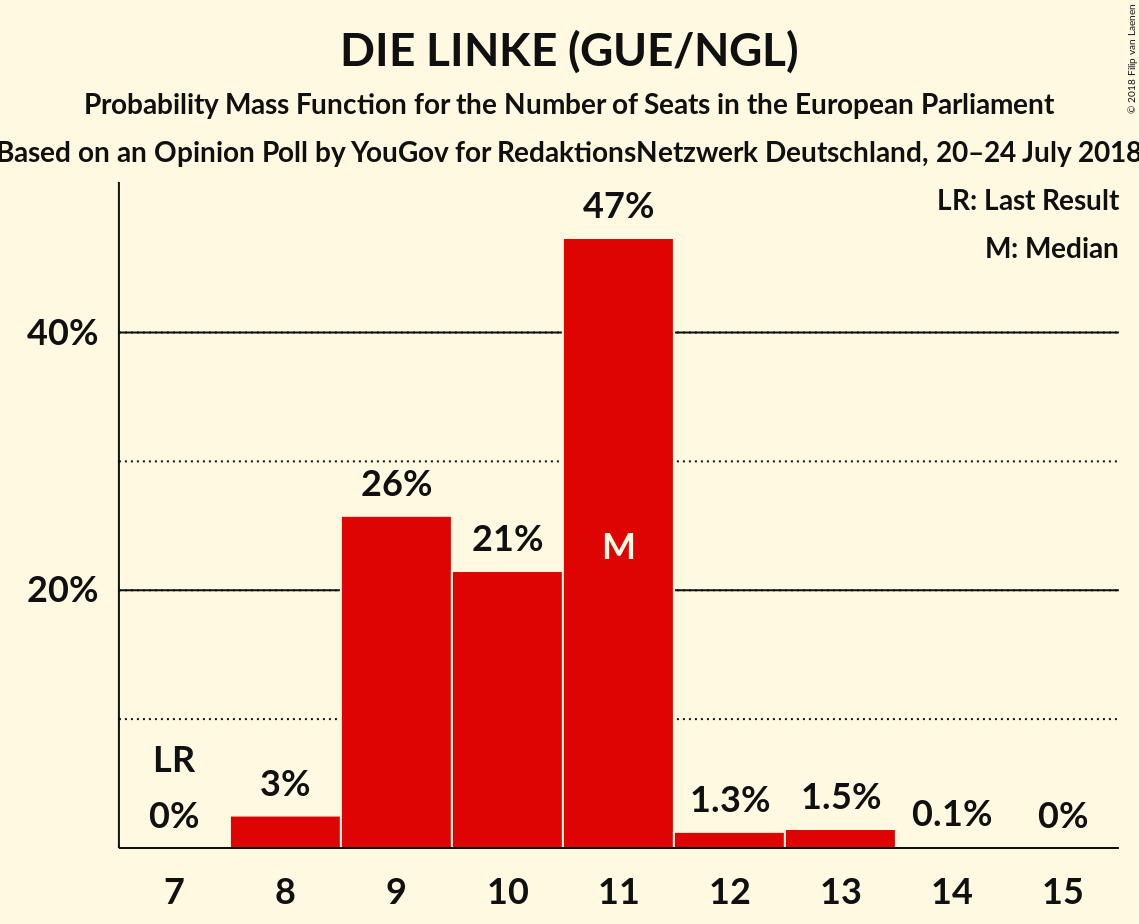 DIE LINKE (GUE/NGL)
Probability Mass Function for the Number of Seats in the European Parliament
Based on an Opinion Poll by YouGov for RedaktionsNetzwerk Deutschland, 20–24 July 2018
© 2018 Filip van Laenen
LR: Last Result
M: Median
47%
40%
26%
21%
M
20%
LR
0%
3%
1.3%
1.5%
0.1%
0%
7 8 9 10 11 12 13 14 15